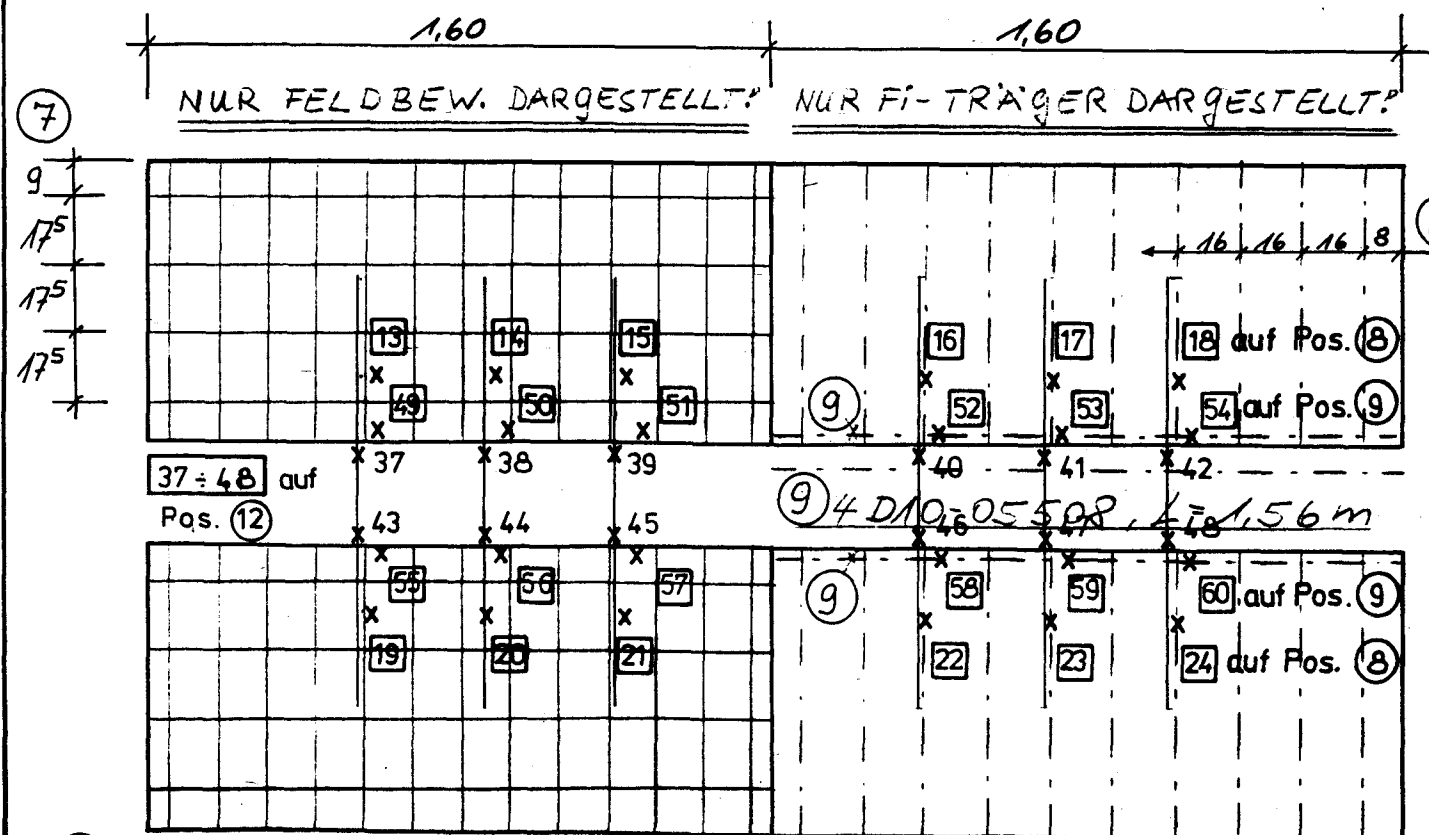 1,60 1,60
NUR FELDBEW. DARGESTELLT! NUR Fi-TRÄGER DARGESTELLT!
7
9
17⁵
17⁵
17⁵
16 16 16 8
13 14 15 16 17 18 auf Pos. 8
49 50 51 9 52 53 54 auf Pos. 9
37 38 39 40 41 42
37÷48 auf
Pos. 12
9 4 D10-05508, L=1,56m
43 44 45 46 47 48
55 56 57 9 58 59 60 auf Pos. 9
19 20 21 22 23 24 auf Pos. 8